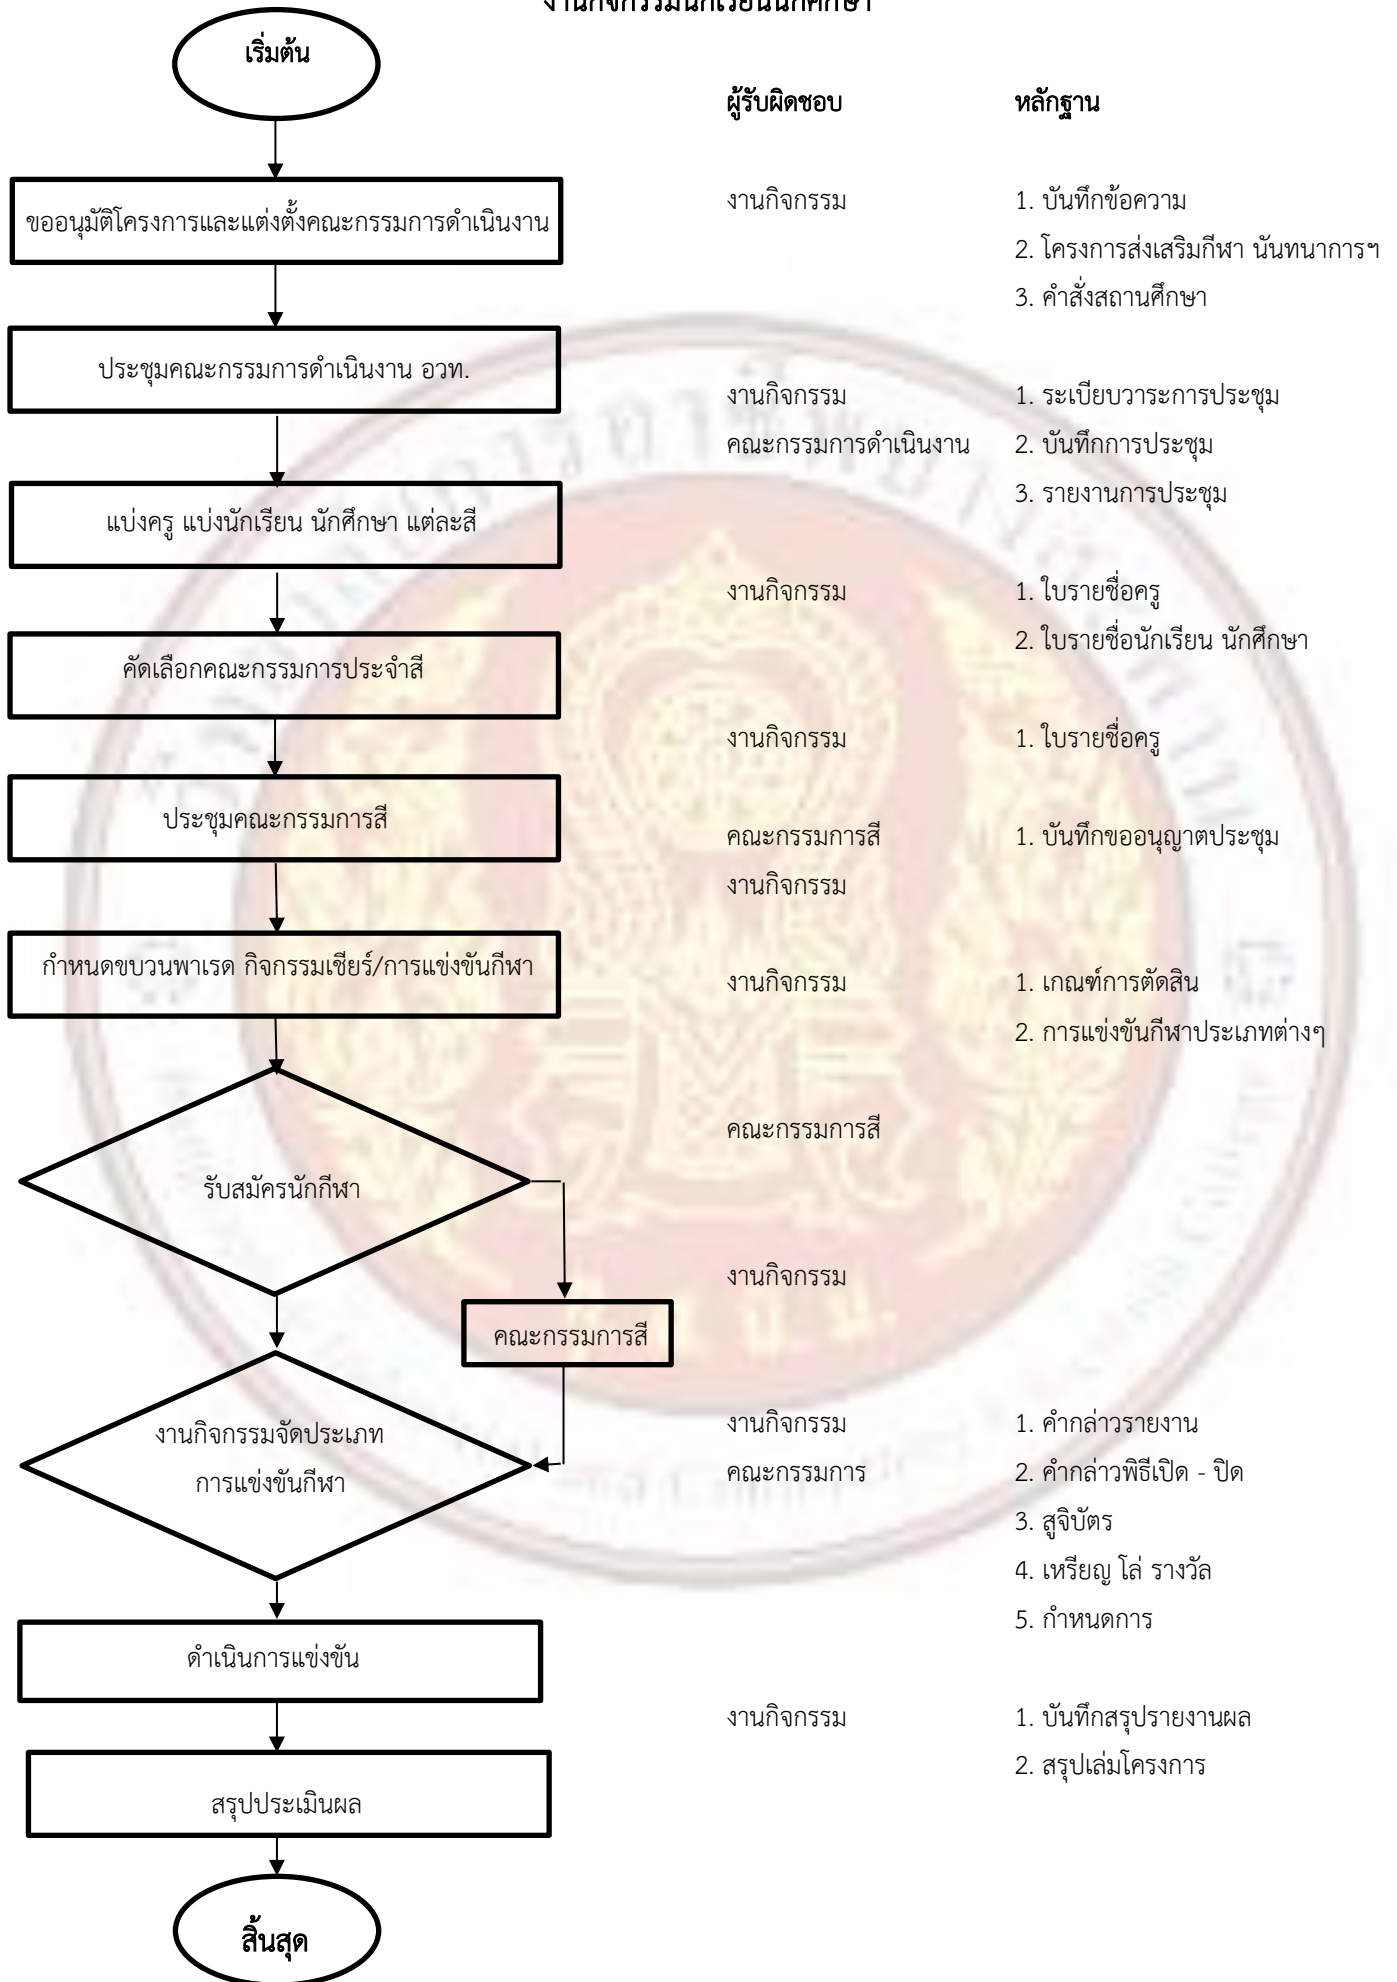 งานกิจกรรมนักเรียนนักศึกษา
เริ่มต้น
ผู้รับผิดชอบ หลักฐาน
ขออนุมัติโครงการและแต่งตั้งคณะกรรมการดำเนินงาน
งานกิจกรรม 1. บันทึกข้อความ
2. โครงการส่งเสริมกีฬา นันทนาการฯ
3. คำสั่งสถานศึกษา
ประชุมคณะกรรมการดำเนินงาน อวท.
งานกิจกรรม 1. ระเบียบวาระการประชุม
คณะกรรมการดำเนินงาน 2. บันทึกการประชุม
3. รายงานการประชุม
แบ่งครู แบ่งนักเรียน นักศึกษา แต่ละสี
งานกิจกรรม 1. ใบรายชื่อครู
2. ใบรายชื่อนักเรียน นักศึกษา
คัดเลือกคณะกรรมการประจำสี
งานกิจกรรม 1. ใบรายชื่อครู
ประชุมคณะกรรมการสี
คณะกรรมการสี 1. บันทึกขออนุญาตประชุม
งานกิจกรรม
กำหนดขบวนพาเรด กิจกรรมเชียร์/การแข่งขันกีฬา
งานกิจกรรม 1. เกณฑ์การตัดสิน
2. การแข่งขันกีฬาประเภทต่างๆ
คณะกรรมการสี
รับสมัครนักกีฬา
งานกิจกรรม
คณะกรรมการสี
งานกิจกรรมจัดประเภท
การแข่งขันกีฬา
งานกิจกรรม 1. คำกล่าวรายงาน
คณะกรรมการ 2. คำกล่าวพิธีเปิด - ปิด
3. สูจิบัตร
4. เหรียญ โล่ รางวัล
5. กำหนดการ
ดำเนินการแข่งขัน
งานกิจกรรม 1. บันทึกสรุปรายงานผล
2. สรุปเล่มโครงการ
สรุปประเมินผล
สิ้นสุด